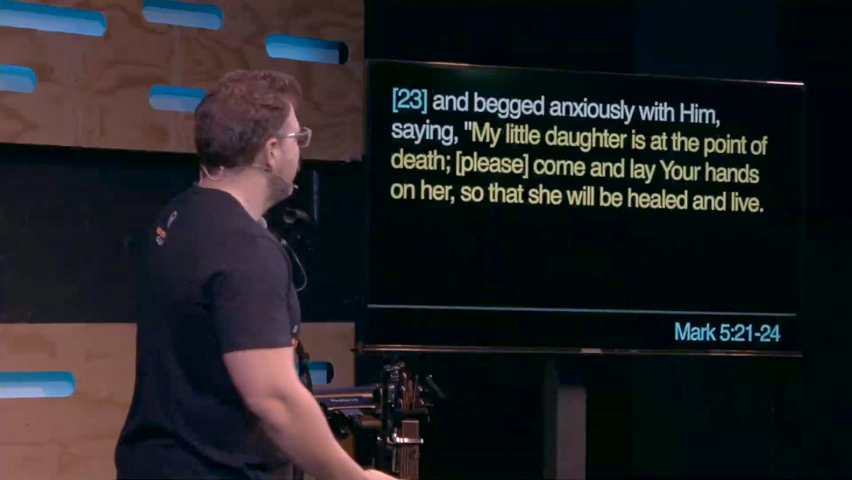 [23] and begged anxiously with Him,
saying, "My little daughter is at the point of
death; [please] come and lay Your hands
on her, so that she will be healed and live.
Mark 5:21-24